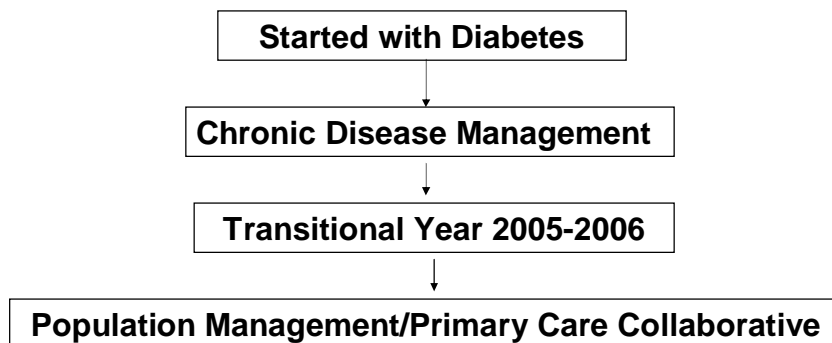 Started with Diabetes
Chronic Disease Management
Transitional Year 2005-2006
Population Management/Primary Care Collaborative